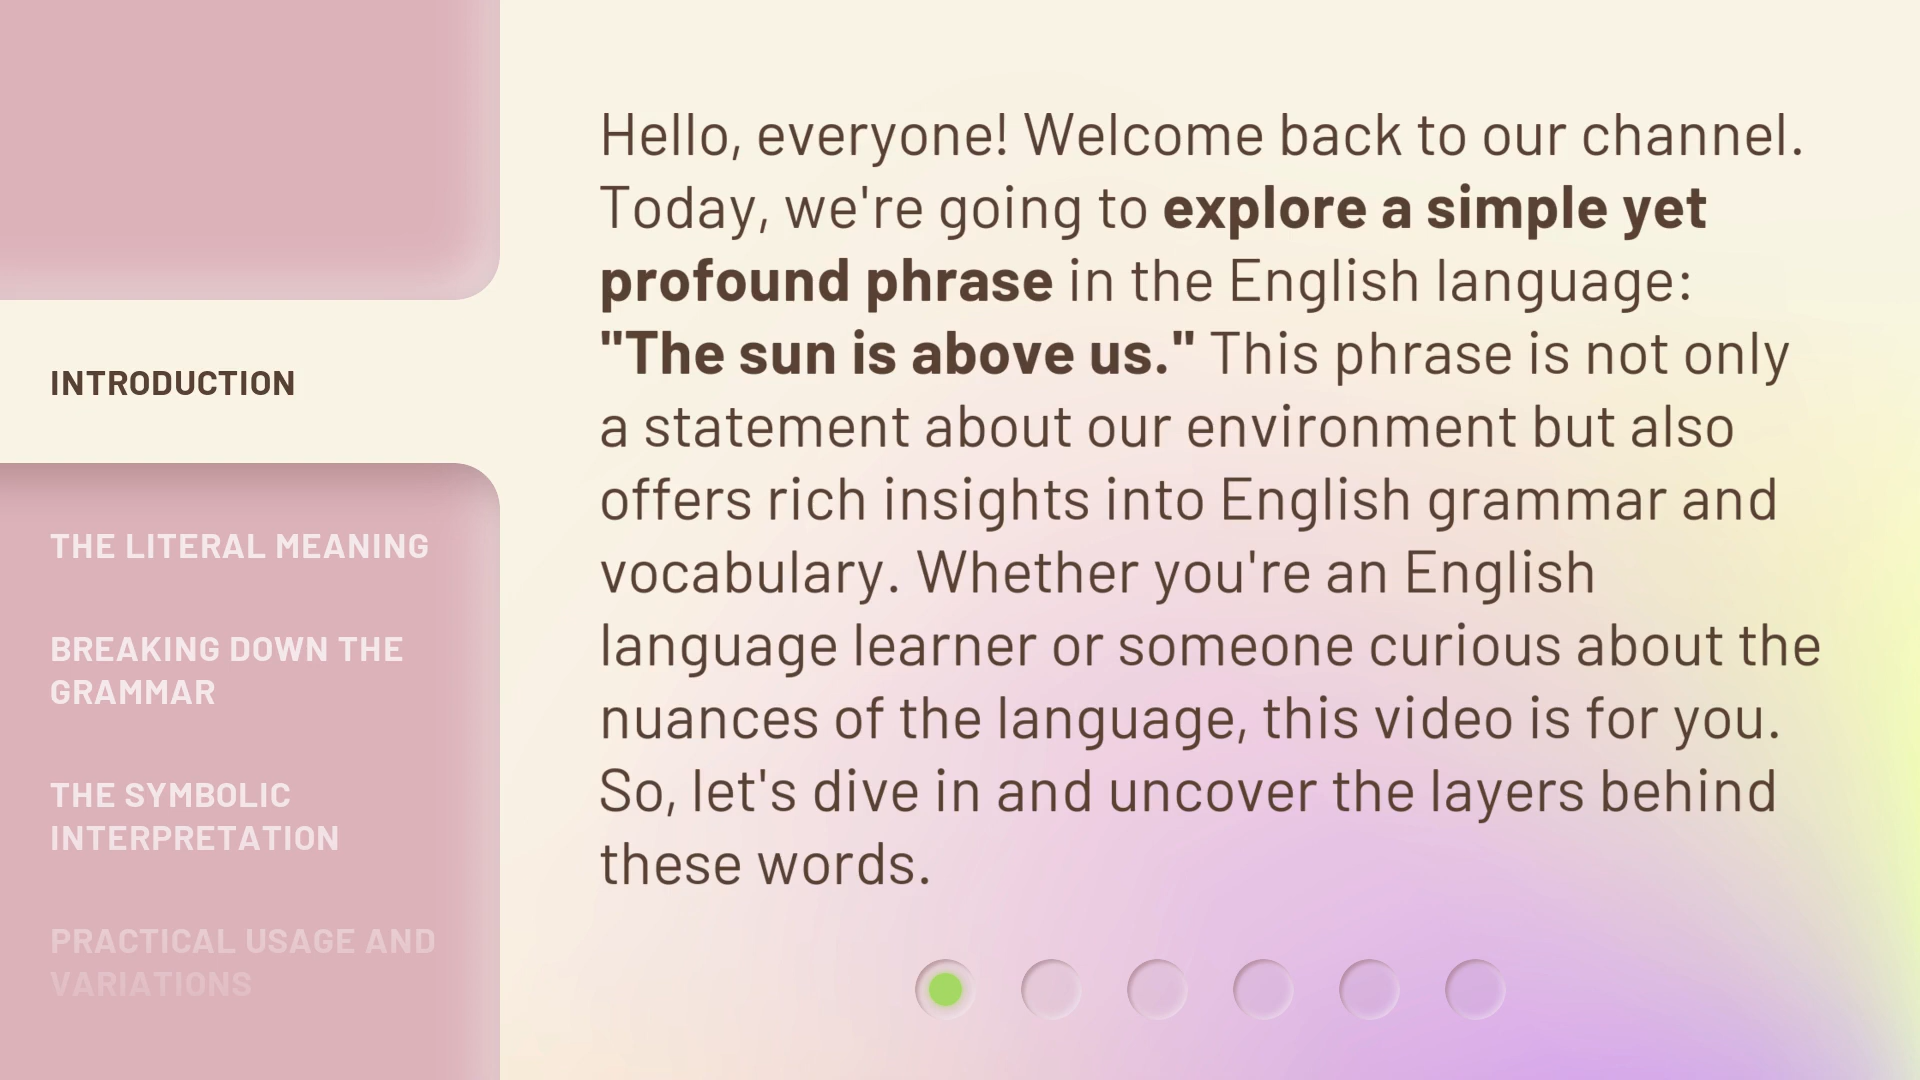 INTRODUCTION
THE LITERAL MEANING
BREAKING DOWN THE
GRAMMAR
THE SYMBOLIC
INTERPRETATION
PRACTICAL USAGE AND
VARIATIONS
Hello, everyone! Welcome back to our channel.
Today, we're going to explore a simple yet
profound phrase in the English language:
"The sun is above us." This phrase is not only
a statement about our environment but also
offers rich insights into English grammar and
vocabulary. Whether you're an English
language learner or someone curious about the
nuances of the language, this video is for you.
So, let's dive in and uncover the layers behind
these words.